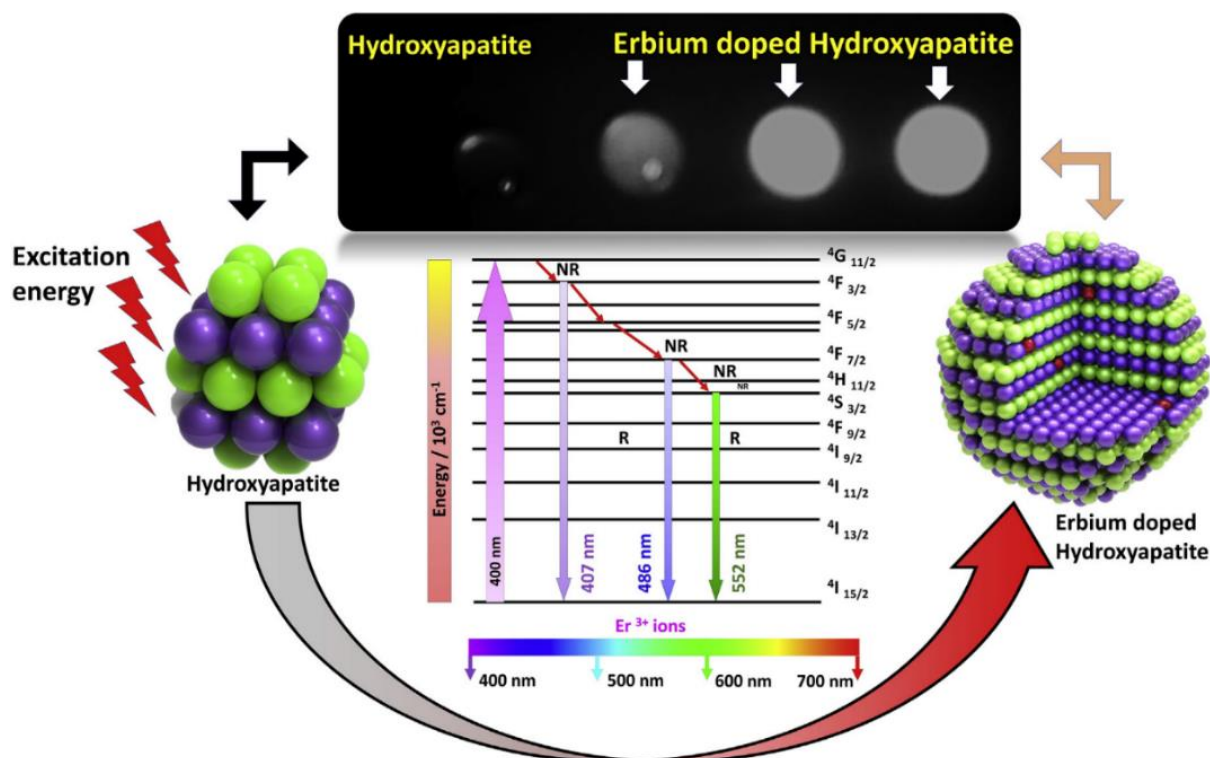 Hydroxyapatite
Erbium doped Hydroxyapatite
Excitation
energy
Hydroxyapatite
Energy / 10³ cm⁻¹
400 nm
407 nm
486 nm
552 nm
NR
NR
NR
NR
R
R
⁴G 11/2
⁴F 3/2
⁴F 5/2
⁴F 7/2
⁴H 11/2
⁴S 3/2
⁴F 9/2
⁴I 9/2
⁴I 11/2
⁴I 13/2
⁴I 15/2
Er ³⁺ ions
400 nm
500 nm
600 nm
700 nm
Erbium doped
Hydroxyapatite